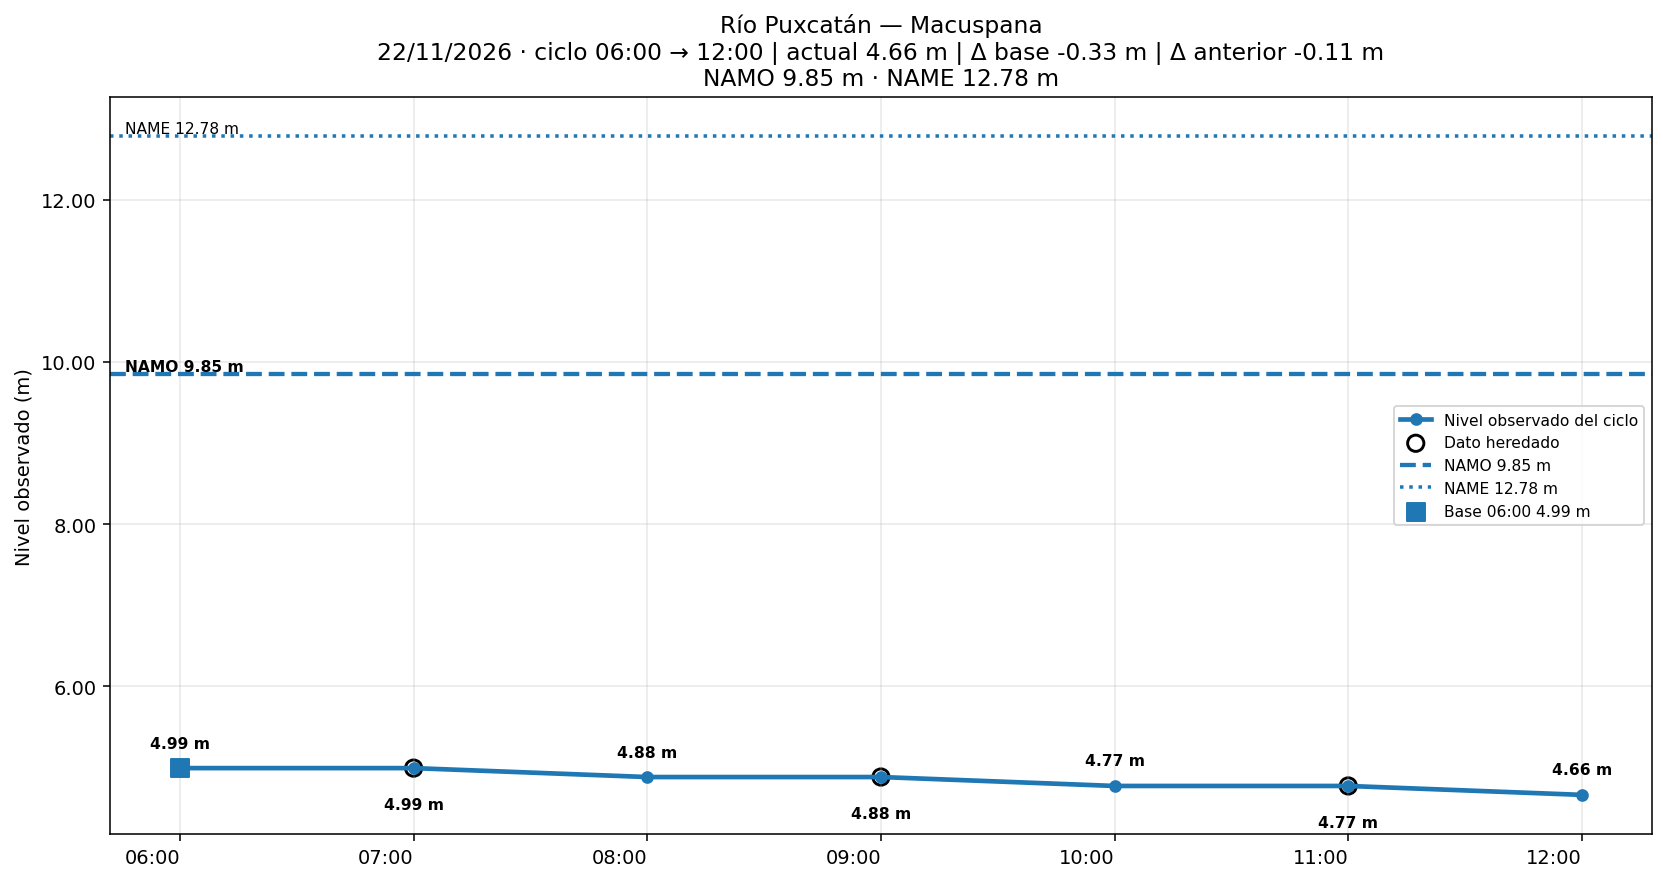 Río Puxcatán — Macuspana
22/11/2026 · ciclo 06:00 → 12:00 | actual 4.66 m | Δ base -0.33 m | Δ anterior -0.11 m
NAMO 9.85 m · NAME 12.78 m
NAME 12.78 m
12.00
10.00
NAMO 9.85 m
Nivel observado (m)
Nivel observado del ciclo
Dato heredado
NAMO 9.85 m
NAME 12.78 m
Base 06:00 4.99 m
8.00
6.00
4.99 m
4.99 m
4.88 m
4.88 m
4.77 m
4.77 m
4.66 m
06:00
07:00
08:00
09:00
10:00
11:00
12:00